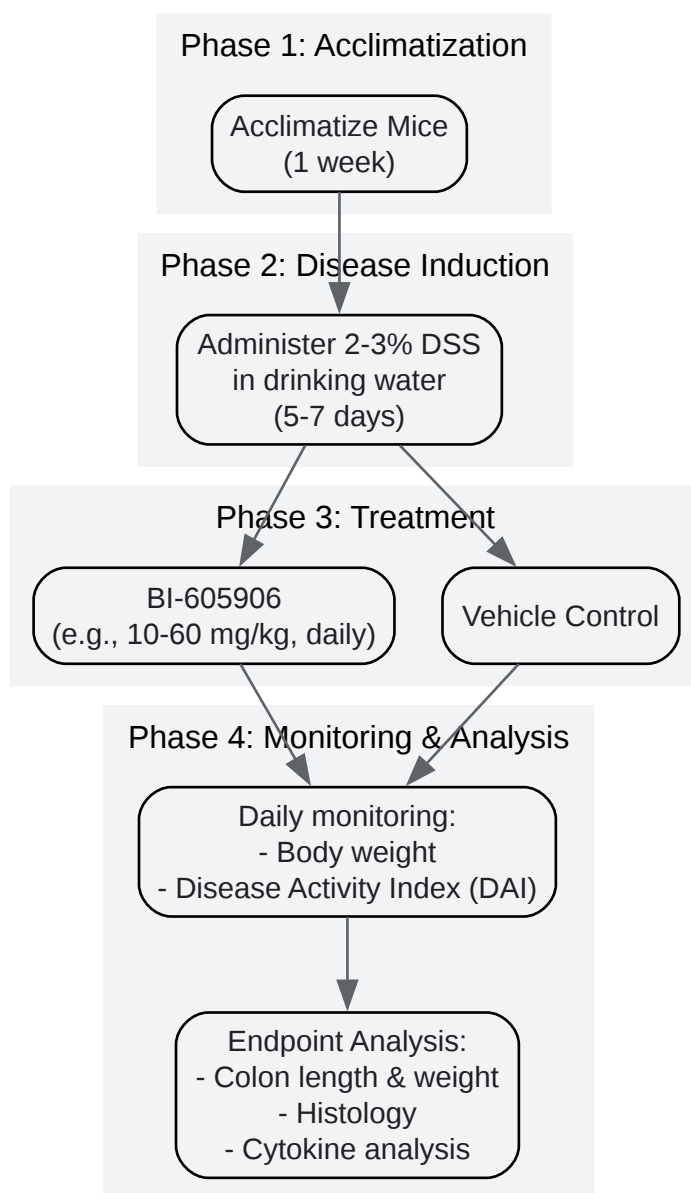 Phase 1: Acclimatization
Acclimatize Mice
(1 week)
Phase 2: Disease Induction
Administer 2-3% DSS
in drinking water
(5-7 days)
Phase 3: Treatment
BI-605906
(e.g., 10-60 mg/kg, daily)
Vehicle Control
Phase 4: Monitoring & Analysis
Daily monitoring:
- Body weight
- Disease Activity Index (DAI)
Endpoint Analysis:
- Colon length & weight
- Histology
- Cytokine analysis